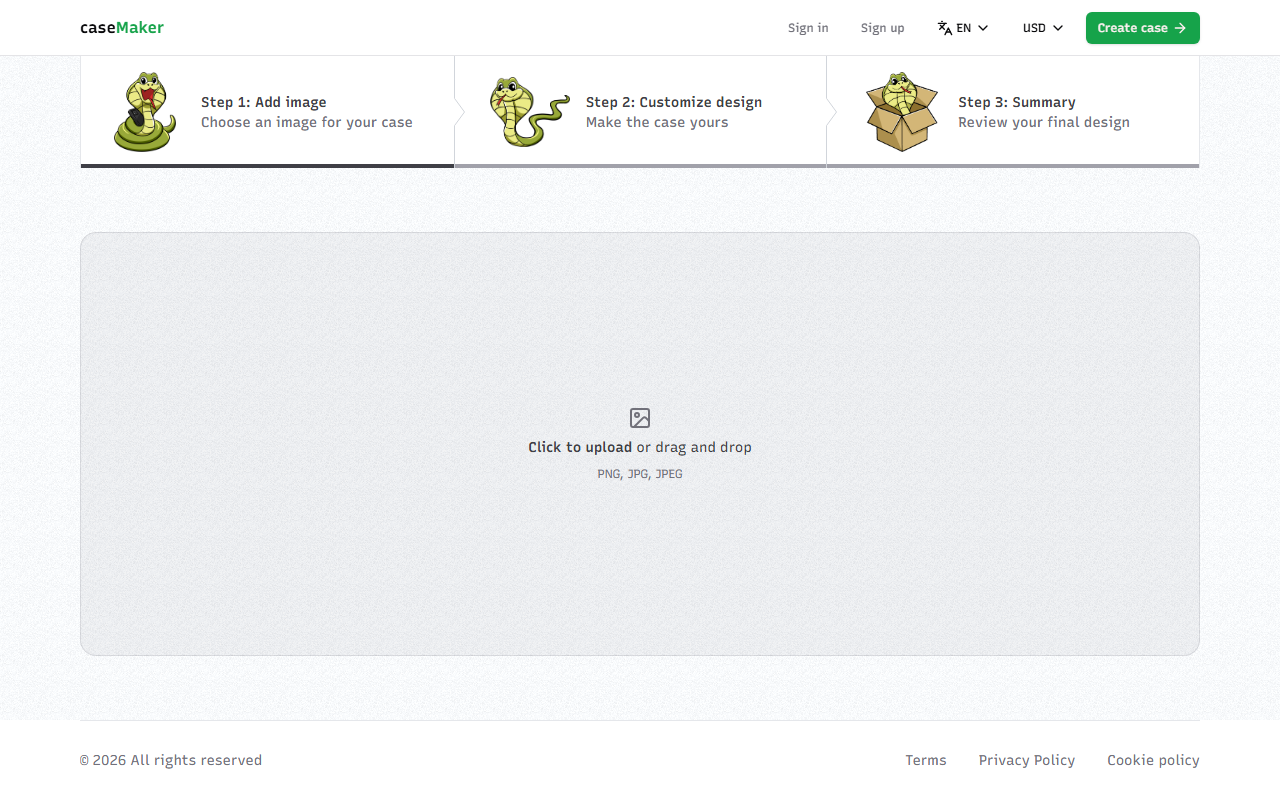 caseMaker
Sign in
Sign up
EN
USD
Create case
Step 1: Add image
Choose an image for your case
Step 2: Customize design
Make the case yours
Step 3: Summary
Review your final design
Click to upload or drag and drop
PNG, JPG, JPEG
© 2026 All rights reserved
Terms
Privacy Policy
Cookie policy